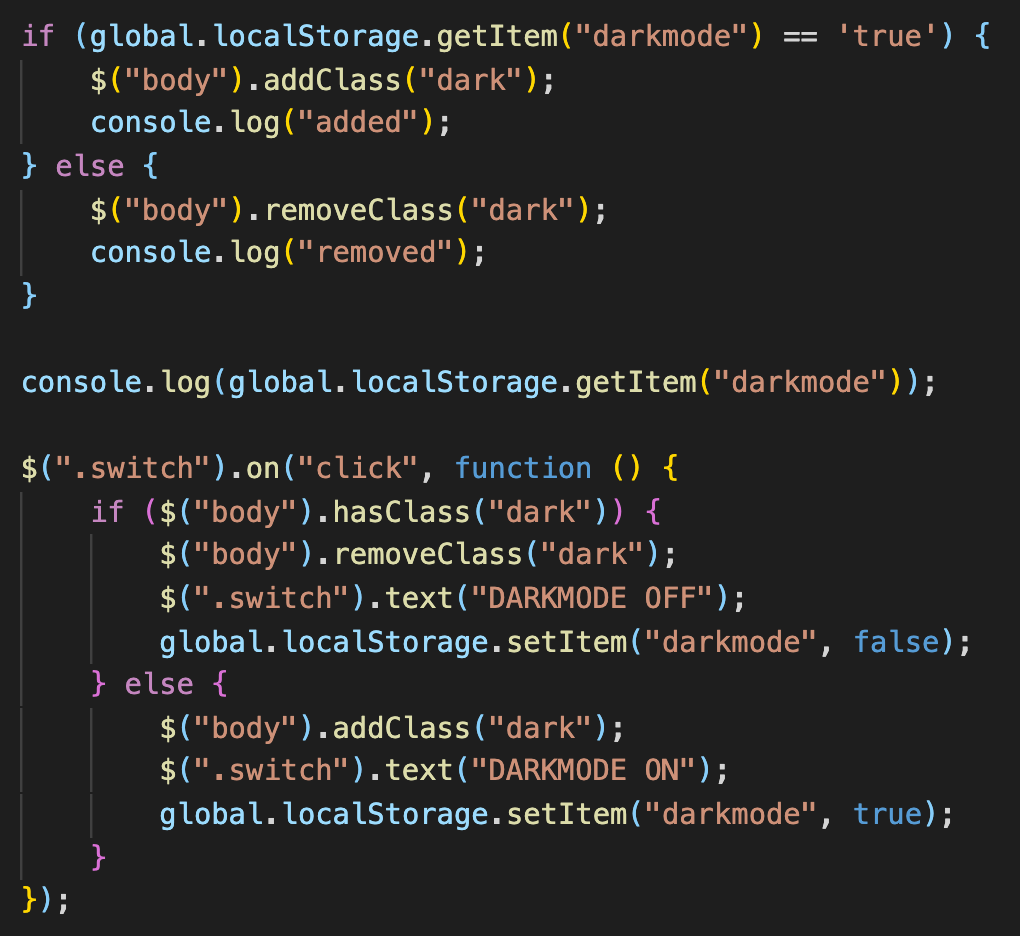 if (global.localStorage.getItem("darkmode") == 'true') {
    $("body").addClass("dark");
    console.log("added");
} else {
    $("body").removeClass("dark");
    console.log("removed");
}

console.log(global.localStorage.getItem("darkmode"));

$(".switch").on("click", function () {
    if ($("body").hasClass("dark")) {
        $("body").removeClass("dark");
        $(".switch").text("DARKMODE OFF");
        global.localStorage.setItem("darkmode", false);
    } else {
        $("body").addClass("dark");
        $(".switch").text("DARKMODE ON");
        global.localStorage.setItem("darkmode", true);
    }
});